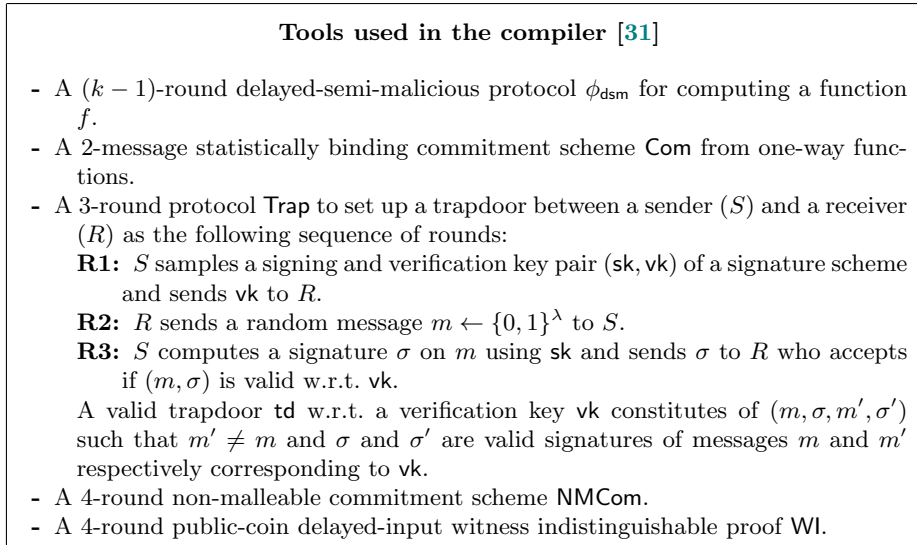 Tools used in the compiler [31]
- A (k − 1)-round delayed-semi-malicious protocol ϕ_dsm for computing a function
f.
- A 2-message statistically binding commitment scheme Com from one-way func-
tions.
- A 3-round protocol Trap to set up a trapdoor between a sender (S) and a receiver
(R) as the following sequence of rounds:
R1: S samples a signing and verification key pair (sk, vk) of a signature scheme
and sends vk to R.
R2: R sends a random message m ← {0, 1}^λ to S.
R3: S computes a signature σ on m using sk and sends σ to R who accepts
if (m, σ) is valid w.r.t. vk.
A valid trapdoor td w.r.t. a verification key vk constitutes of (m, σ, m′, σ′)
such that m′ ≠ m and σ and σ′ are valid signatures of messages m and m′
respectively corresponding to vk.
- A 4-round non-malleable commitment scheme NMCom.
- A 4-round public-coin delayed-input witness indistinguishable proof WI.